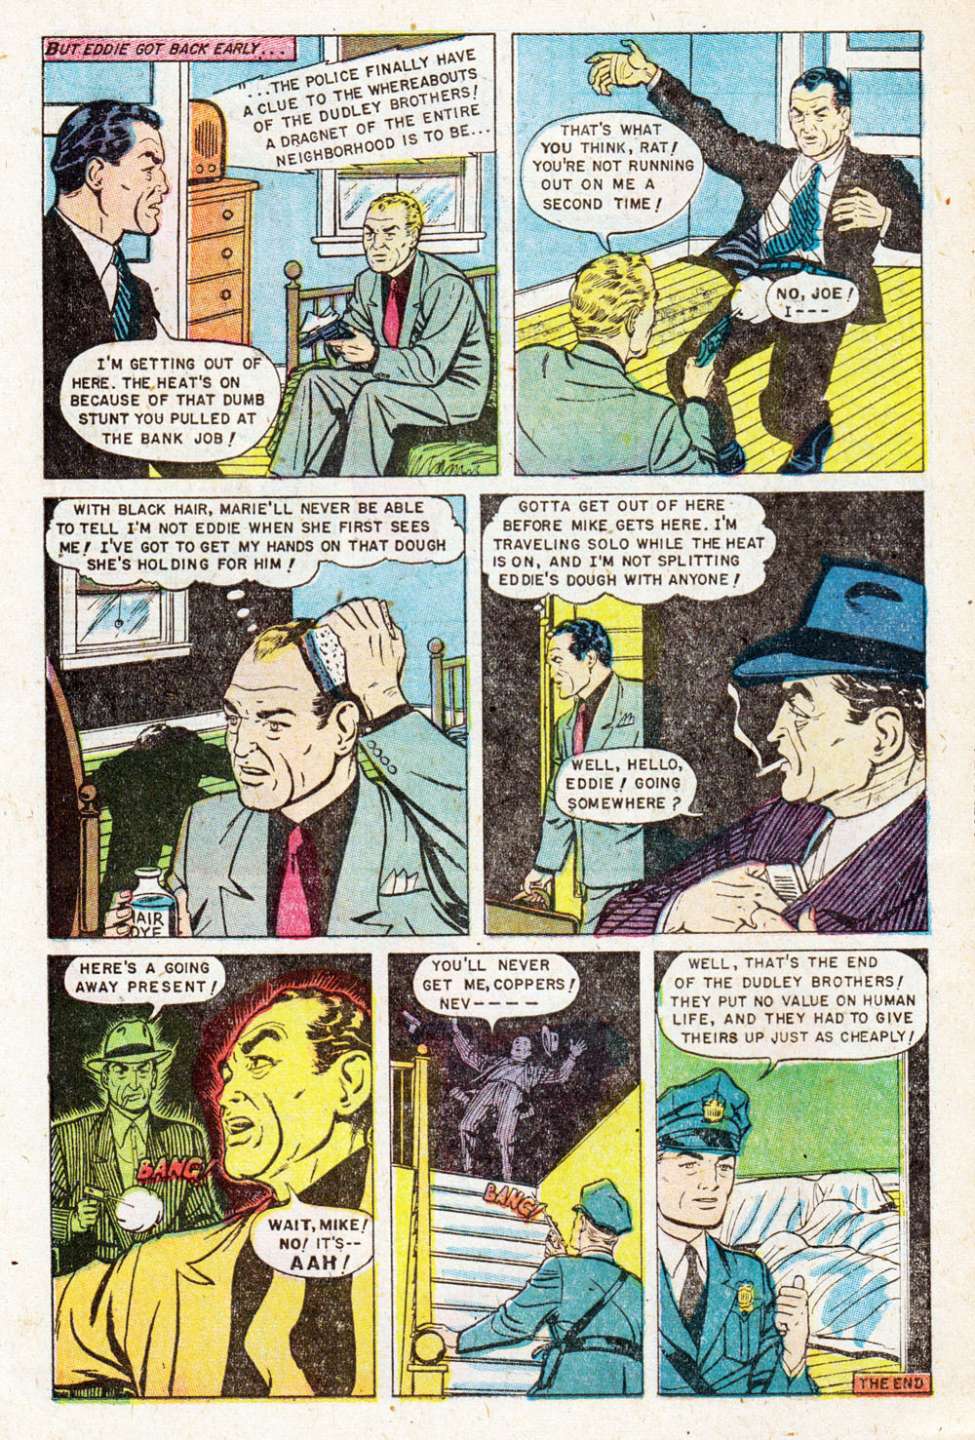 BUT EDDIE GOT BACK EARLY...
"...THE POLICE FINALLY HAVE
A CLUE TO THE WHEREABOUTS
OF THE DUDLEY BROTHERS!
A DRAGNET OF THE ENTIRE
NEIGHBORHOOD IS TO BE...
I'M GETTING OUT OF
HERE. THE HEAT'S ON
BECAUSE OF THAT DUMB
STUNT YOU PULLED AT
THE BANK JOB!
THAT'S WHAT
YOU THINK, RAT!
YOU'RE NOT RUNNING
OUT ON ME A
SECOND TIME!
NO, JOE!
I---
WITH BLACK HAIR, MARIE'LL NEVER BE ABLE
TO TELL I'M NOT EDDIE WHEN SHE FIRST SEES
ME! I'VE GOT TO GET MY HANDS ON THAT DOUGH
SHE'S HOLDING FOR HIM!
HAIR
DYE
GOTTA GET OUT OF HERE
BEFORE MIKE GETS HERE. I'M
TRAVELING SOLO WHILE THE HEAT
IS ON, AND I'M NOT SPLITTING
EDDIE'S DOUGH WITH ANYONE!
WELL, HELLO,
EDDIE! GOING
SOMEWHERE?
HERE'S A GOING
AWAY PRESENT!
BANG!
WAIT, MIKE!
NO! IT'S--
AAH!
YOU'LL NEVER
GET ME, COPPERS!
NEV----
BANG!
WELL, THAT'S THE END
OF THE DUDLEY BROTHERS!
THEY PUT NO VALUE ON HUMAN
LIFE, AND THEY HAD TO GIVE
THEIRS UP JUST AS CHEAPLY!
THE END